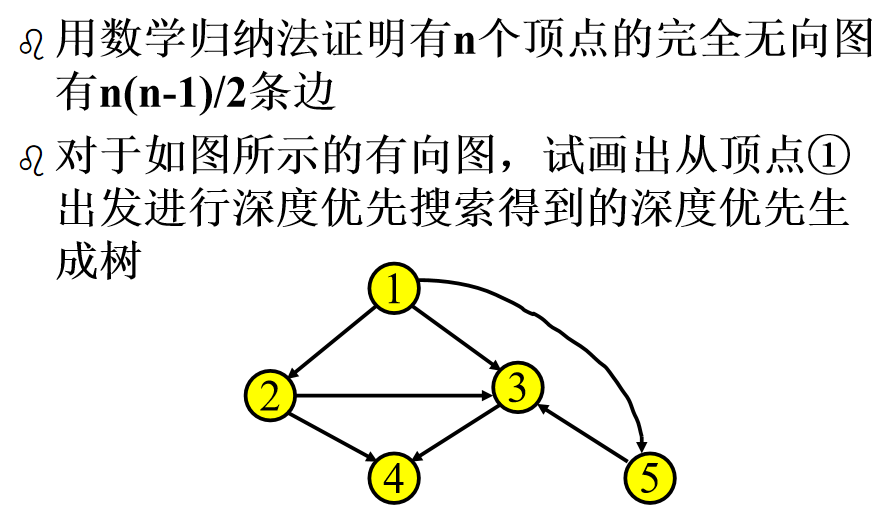 用数学归纳法证明有n个顶点的完全无向图
有n(n-1)/2条边
对于如图所示的有向图，试画出从顶点①
出发进行深度优先搜索得到的深度优先生
成树
1
2
3
4
5